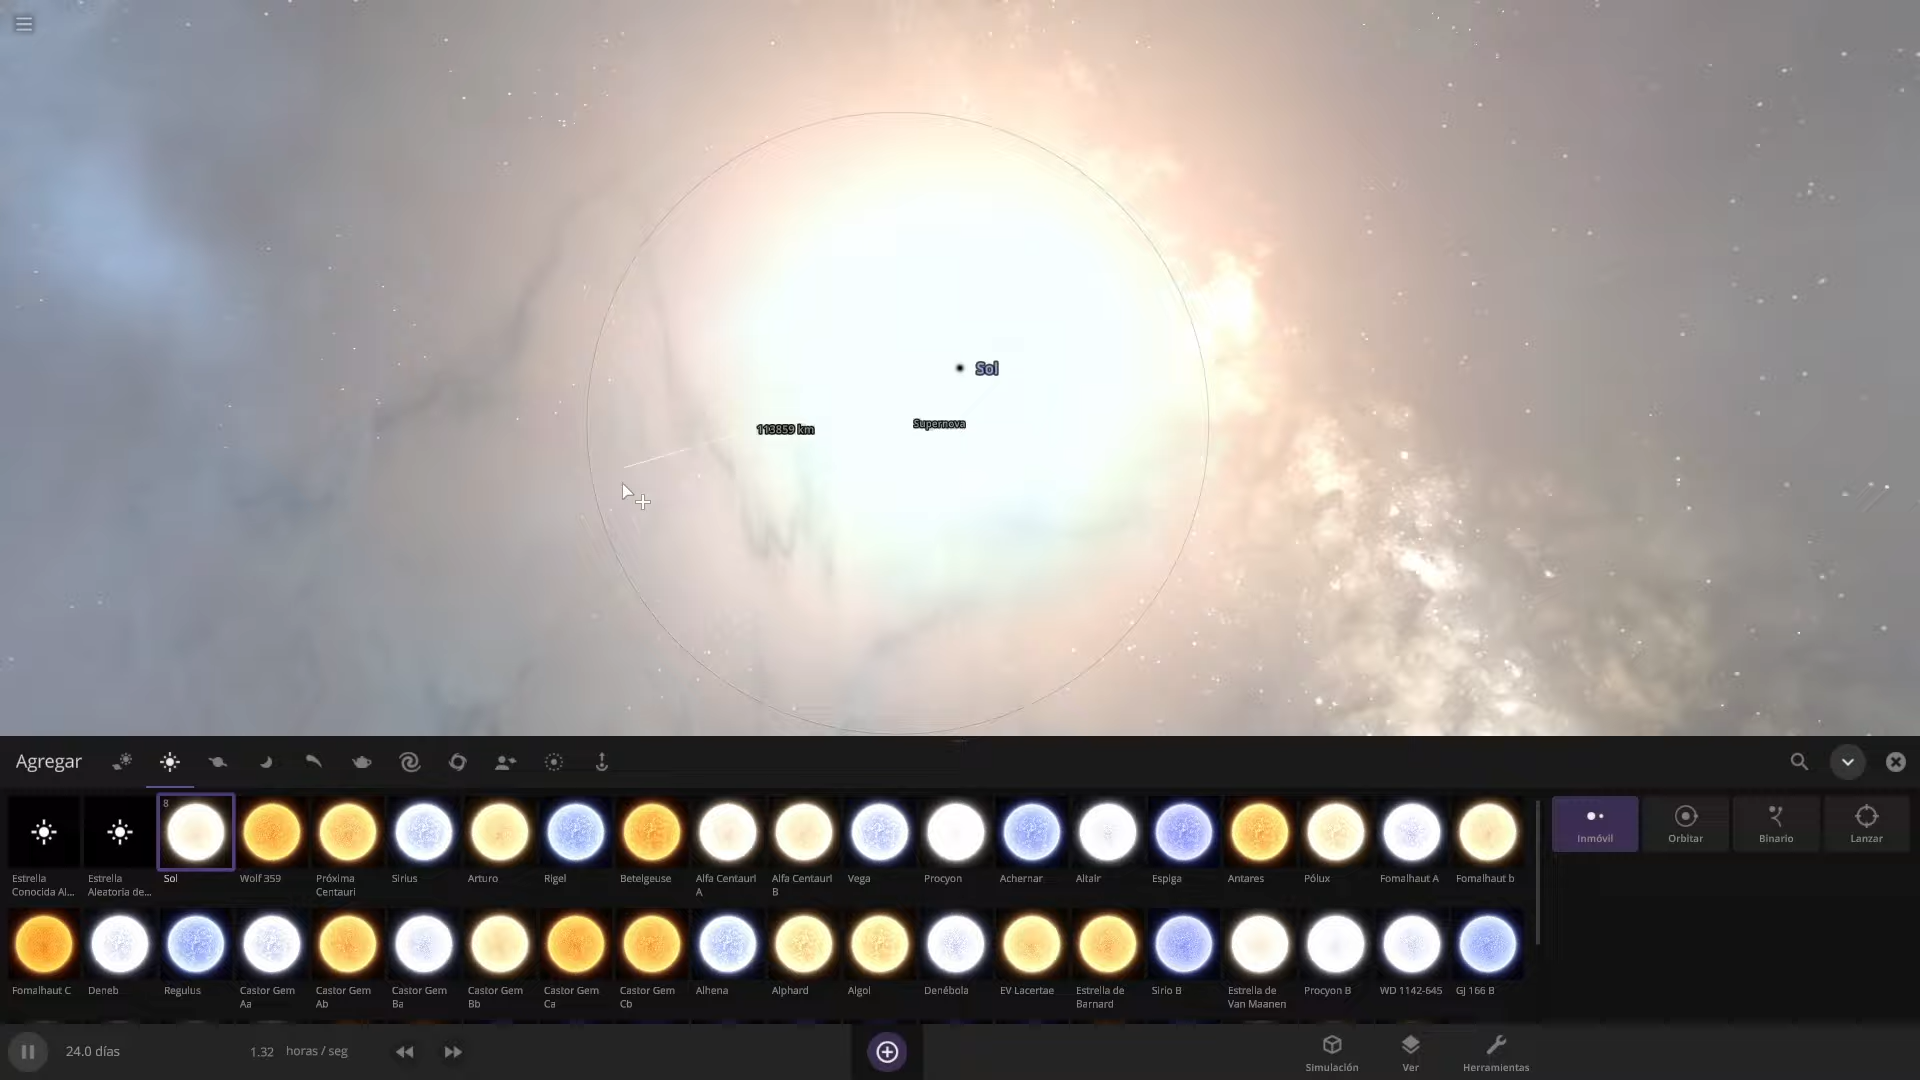 Sol
Supernova
113859 km
Agregar
Inmóvil
Orbitar
Binario
Lanzar
8
Estrella
Conocida Al...
Estrella
Aleatoria de...
Sol
Wolf 359
Próxima
Centauri
Sirius
Arturo
Rigel
Betelgeuse
Alfa Centauri
A
Alfa Centauri
B
Vega
Procyon
Achernar
Altair
Espiga
Antares
Pólux
Fomalhaut A
Fomalhaut b
Fomalhaut C
Deneb
Regulus
Castor Gem
Aa
Castor Gem
Ab
Castor Gem
Ba
Castor Gem
Bb
Castor Gem
Ca
Castor Gem
Cb
Alhena
Alphard
Algol
Denébola
EV Lacertae
Estrella de
Barnard
Sirio B
Estrella de
Van Maanen
Procyon B
WD 1142-645
GJ 166 B
24.0 días
1.32 horas / seg
Simulación
Ver
Herramientas